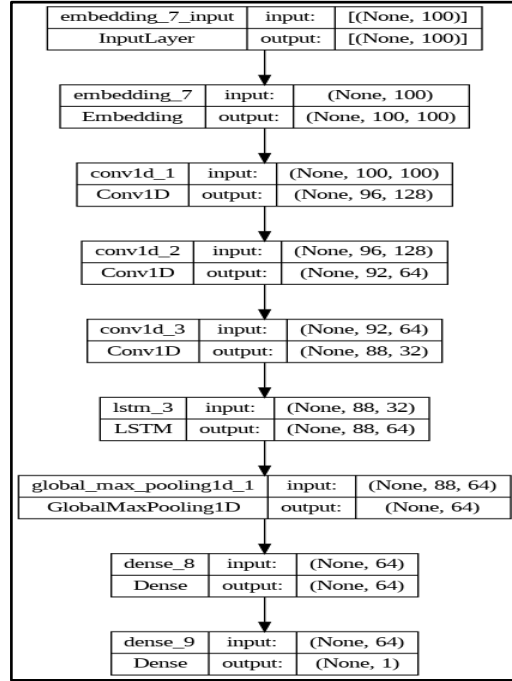 embedding_7_input input: [(None, 100)]
InputLayer output: [(None, 100)]
embedding_7 input: (None, 100)
Embedding output: (None, 100, 100)
conv1d_1 input: (None, 100, 100)
Conv1D output: (None, 96, 128)
conv1d_2 input: (None, 96, 128)
Conv1D output: (None, 92, 64)
conv1d_3 input: (None, 92, 64)
Conv1D output: (None, 88, 32)
lstm_3 input: (None, 88, 32)
LSTM output: (None, 88, 64)
global_max_pooling1d_1 input: (None, 88, 64)
GlobalMaxPooling1D output: (None, 64)
dense_8 input: (None, 64)
Dense output: (None, 64)
dense_9 input: (None, 64)
Dense output: (None, 1)